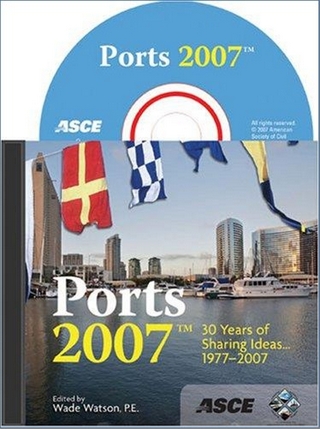 Ports 2007™
ASCE
All rights reserved.
© 2007 American
Society of Civil
Ports
2007™
30 Years of
Sharing Ideas...
1977–2007
Edited by
Wade Watson, P.E.
ASCE